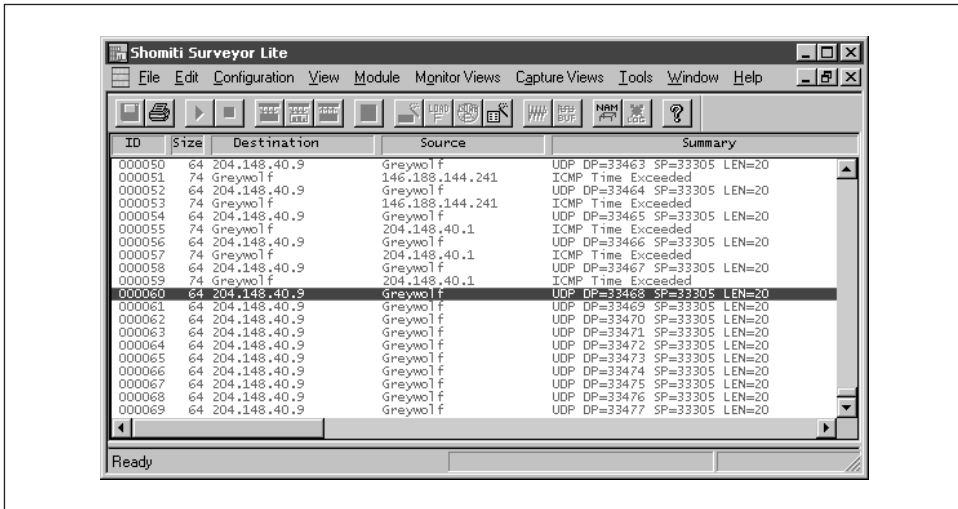 Shomiti Surveyor Lite
File Edit Configuration View Module Monitor Views Capture Views Tools Window Help
NAM
ID Size Destination Source Summary
000050 64 204.148.40.9 Greywolf UDP DP=33463 SP=33305 LEN=20
000051 74 Greywolf 146.188.144.241 ICMP Time Exceeded
000052 64 204.148.40.9 Greywolf UDP DP=33464 SP=33305 LEN=20
000053 74 Greywolf 146.188.144.241 ICMP Time Exceeded
000054 64 204.148.40.9 Greywolf UDP DP=33465 SP=33305 LEN=20
000055 74 Greywolf 204.148.40.1 ICMP Time Exceeded
000056 64 204.148.40.9 Greywolf UDP DP=33466 SP=33305 LEN=20
000057 74 Greywolf 204.148.40.1 ICMP Time Exceeded
000058 64 204.148.40.9 Greywolf UDP DP=33467 SP=33305 LEN=20
000059 74 Greywolf 204.148.40.1 ICMP Time Exceeded
000060 64 204.148.40.9 Greywolf UDP DP=33468 SP=33305 LEN=20
000061 64 204.148.40.9 Greywolf UDP DP=33469 SP=33305 LEN=20
000062 64 204.148.40.9 Greywolf UDP DP=33470 SP=33305 LEN=20
000063 64 204.148.40.9 Greywolf UDP DP=33471 SP=33305 LEN=20
000064 64 204.148.40.9 Greywolf UDP DP=33472 SP=33305 LEN=20
000065 64 204.148.40.9 Greywolf UDP DP=33473 SP=33305 LEN=20
000066 64 204.148.40.9 Greywolf UDP DP=33474 SP=33305 LEN=20
000067 64 204.148.40.9 Greywolf UDP DP=33475 SP=33305 LEN=20
000068 64 204.148.40.9 Greywolf UDP DP=33476 SP=33305 LEN=20
000069 64 204.148.40.9 Greywolf UDP DP=33477 SP=33305 LEN=20
Ready